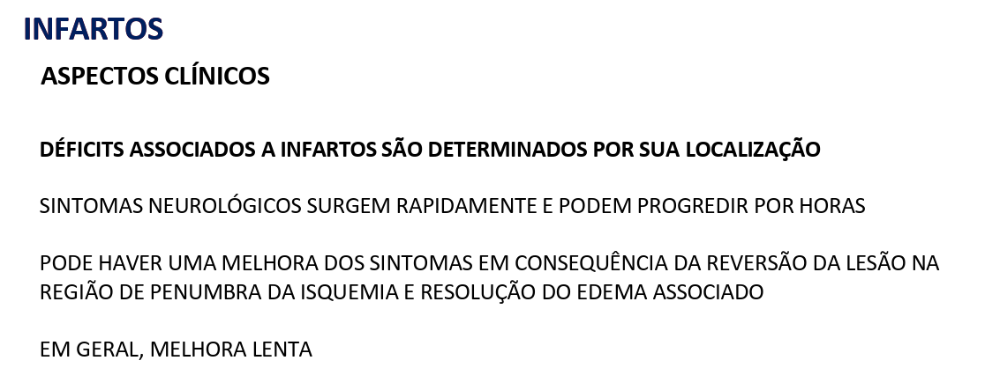 INFARTOS
ASPECTOS CLÍNICOS
DÉFICITS ASSOCIADOS A INFARTOS SÃO DETERMINADOS POR SUA LOCALIZAÇÃO
SINTOMAS NEUROLÓGICOS SURGEM RAPIDAMENTE E PODEM PROGREDIR POR HORAS
PODE HAVER UMA MELHORA DOS SINTOMAS EM CONSEQUÊNCIA DA REVERSÃO DA LESÃO NA
REGIÃO DE PENUMBRA DA ISQUEMIA E RESOLUÇÃO DO EDEMA ASSOCIADO
EM GERAL, MELHORA LENTA